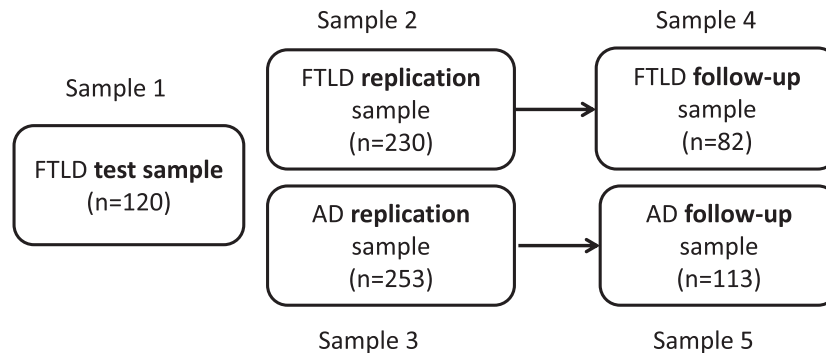 Sample 1
FTLD test sample
(n=120)
Sample 2
FTLD replication
sample
(n=230)
AD replication
sample
(n=253)
Sample 3
Sample 4
FTLD follow-up
sample
(n=82)
AD follow-up
sample
(n=113)
Sample 5